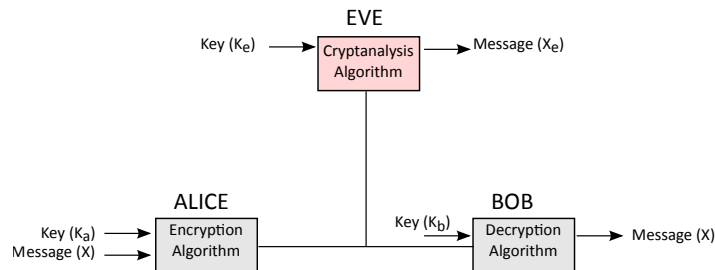 EVE
Key (Ke)
Cryptanalysis
Algorithm
Message (Xe)
ALICE
Key (Ka)
Message (X)
Encryption
Algorithm
BOB
Key (Kb)
Decryption
Algorithm
Message (X)